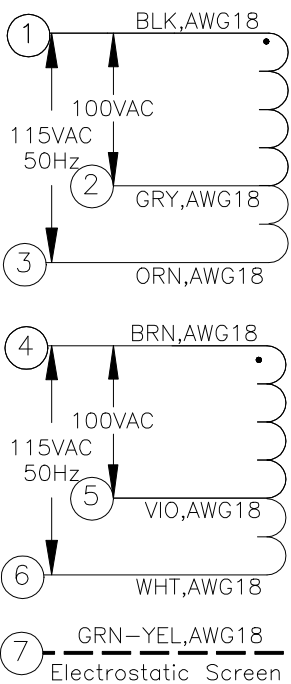 1
BLK,AWG18
100VAC
115VAC
50Hz
2
GRY,AWG18
3
ORN,AWG18
4
BRN,AWG18
100VAC
115VAC
50Hz
5
VIO,AWG18
6
WHT,AWG18
7
GRN-YEL,AWG18
Electrostatic Screen